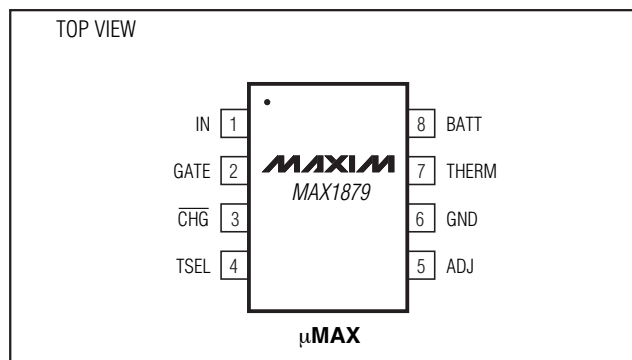 TOP VIEW
IN 1
8 BATT
GATE 2
MAXIM
7 THERM
MAX1879
CHG 3
6 GND
TSEL 4
5 ADJ
μMAX